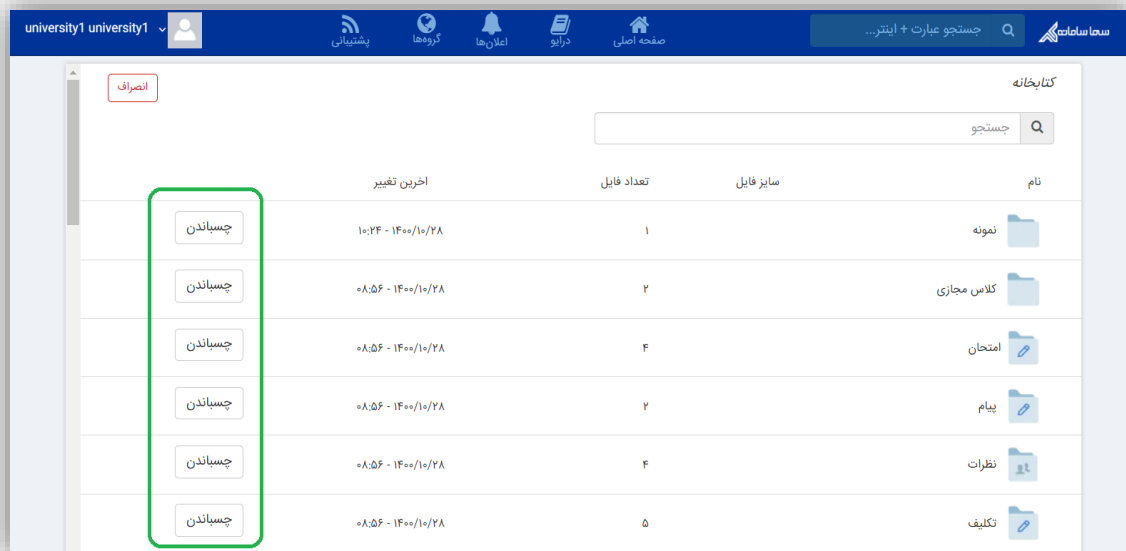 سما سامانه
جستجو عبارت + اینتر...
صفحه اصلی
درایو
اعلان‌ها
گروه‌ها
پشتیبانی
university1 university1
کتابخانه
انصراف
جستجو
نام سایز فایل تعداد فایل اخرین تغییر
نمونه ۱ ۱۴۰۰/۱۰/۲۸ - ۱۰:۲۴ چسباندن
کلاس مجازی ۲ ۱۴۰۰/۱۰/۲۸ - ۰۸:۵۶ چسباندن
امتحان ۴ ۱۴۰۰/۱۰/۲۸ - ۰۸:۵۶ چسباندن
پیام ۲ ۱۴۰۰/۱۰/۲۸ - ۰۸:۵۶ چسباندن
نظرات ۴ ۱۴۰۰/۱۰/۲۸ - ۰۸:۵۶ چسباندن
تکلیف ۵ ۱۴۰۰/۱۰/۲۸ - ۰۸:۵۶ چسباندن